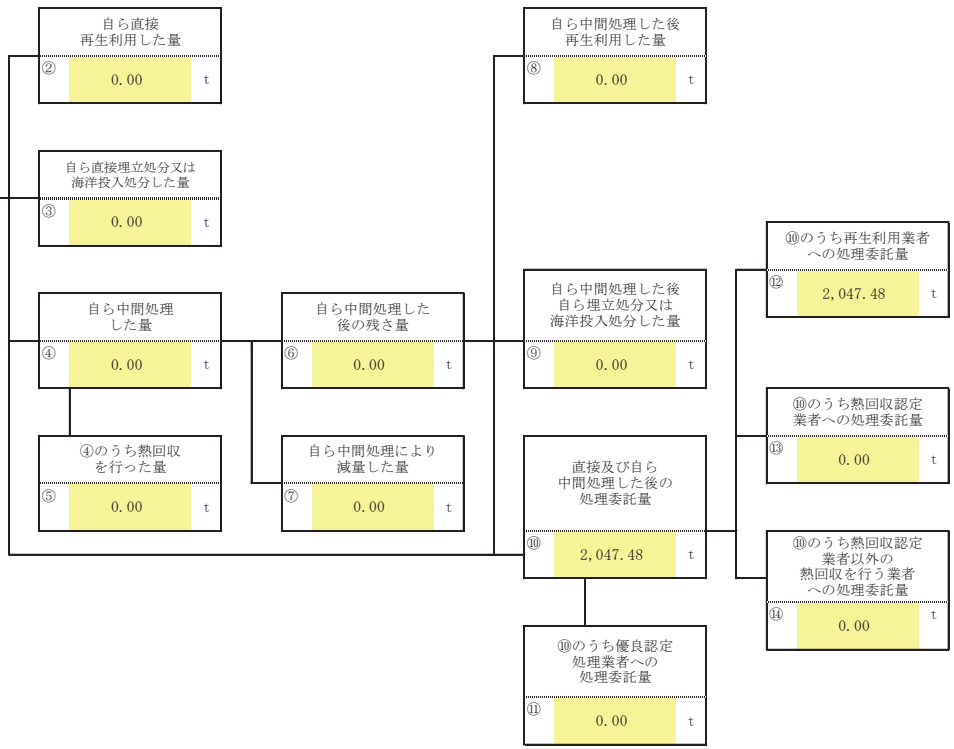 自ら直接
再生利用した量
②
0.00
t
自ら中間処理した後
再生利用した量
⑧
0.00
t
自ら直接埋立処分又は
海洋投入処分した量
③
0.00
t
⑩のうち再生利用業者
への処理委託量
⑫
2,047.48
t
自ら中間処理
した量
④
0.00
t
自ら中間処理した
後の残さ量
⑥
0.00
t
自ら中間処理した後
自ら埋立処分又は
海洋投入処分した量
⑨
0.00
t
⑩のうち熱回収認定
業者への処理委託量
⑬
0.00
t
④のうち熱回収
を行った量
⑤
0.00
t
自ら中間処理により
減量した量
⑦
0.00
t
直接及び自ら
中間処理した後の
処理委託量
⑩
2,047.48
t
⑩のうち熱回収認定
業者以外の
熱回収を行う業者
への処理委託量
⑭
0.00
t
⑩のうち優良認定
処理業者への
処理委託量
⑪
0.00
t